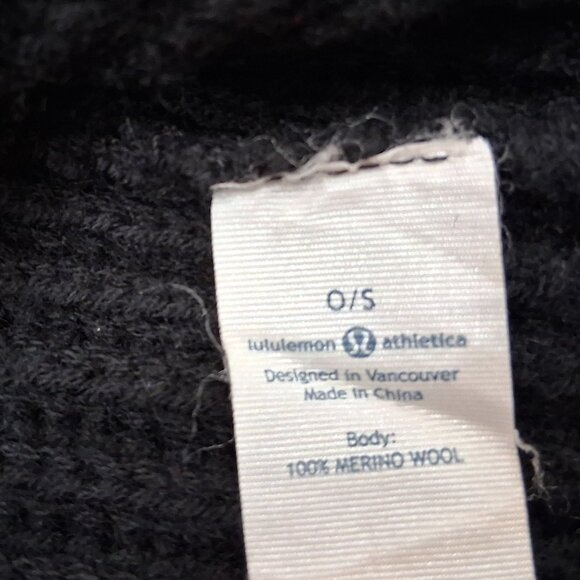 O/S
lululemon athletica
Designed in Vancouver
Made in China
Body:
100% MERINO WOOL